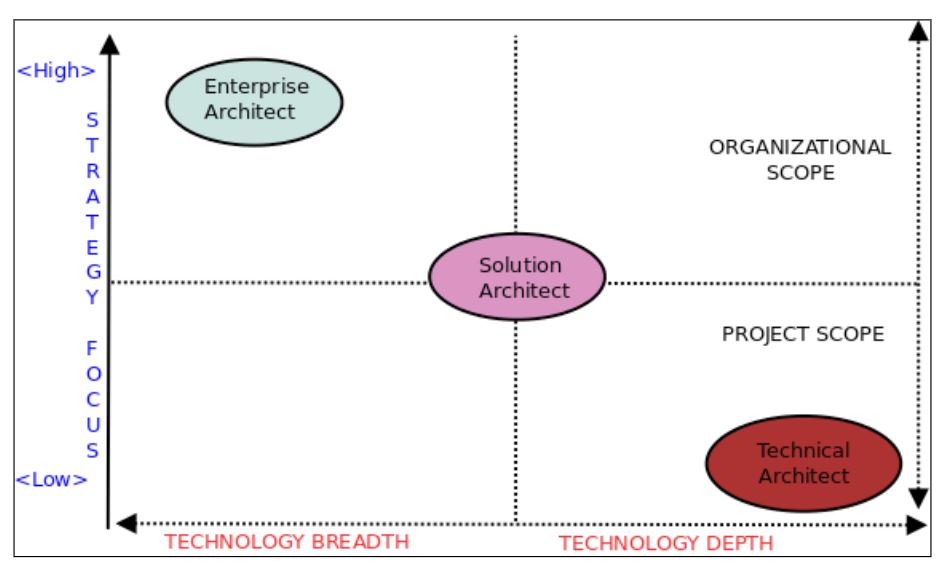 <High>
STRATEGY FOCUS
<Low>
Enterprise
Architect
ORGANIZATIONAL
SCOPE
Solution
Architect
PROJECT SCOPE
Technical
Architect
TECHNOLOGY BREADTH
TECHNOLOGY DEPTH